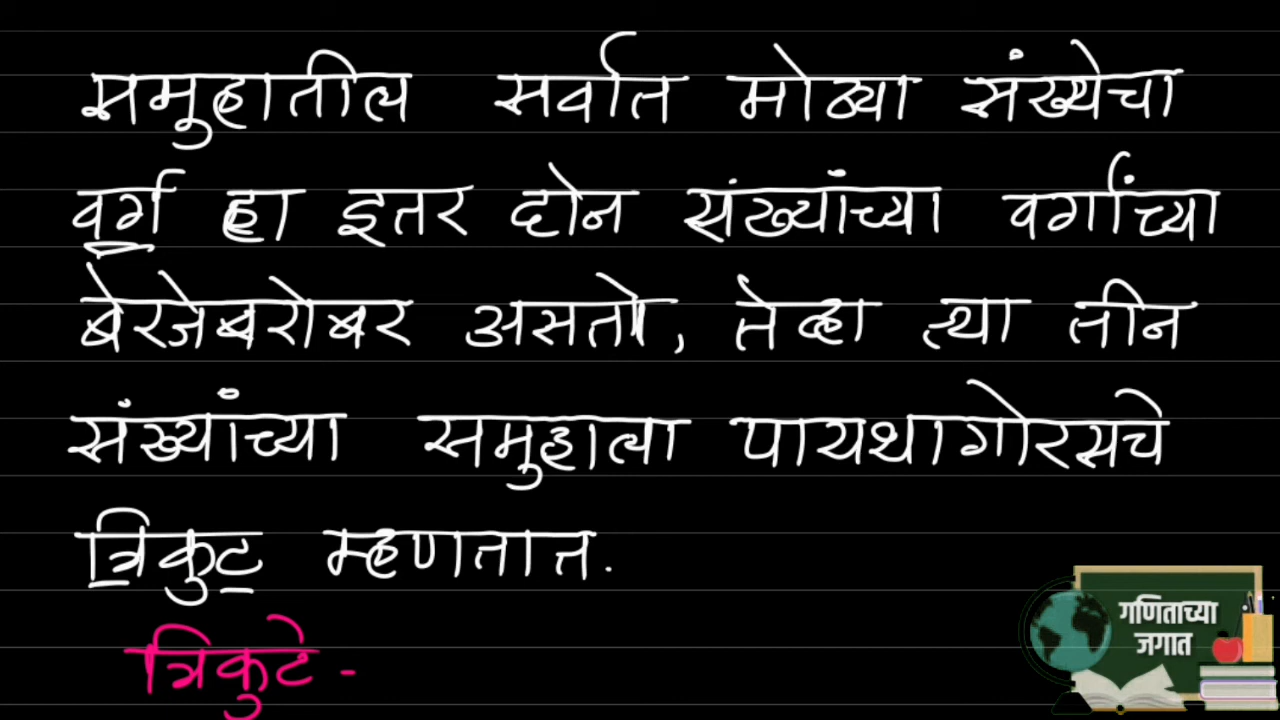 समुहातील सर्वात मोठ्या संख्येचा
वर्ग हा इतर दोन संख्यांच्या वर्गांच्या
बेरजेबरोबर असतो, तेव्हा त्या तीन
संख्यांच्या समुहाला पायथागोरसचे
त्रिकुट म्हणतात.
त्रिकुटे -
गणिताच्या
जगात